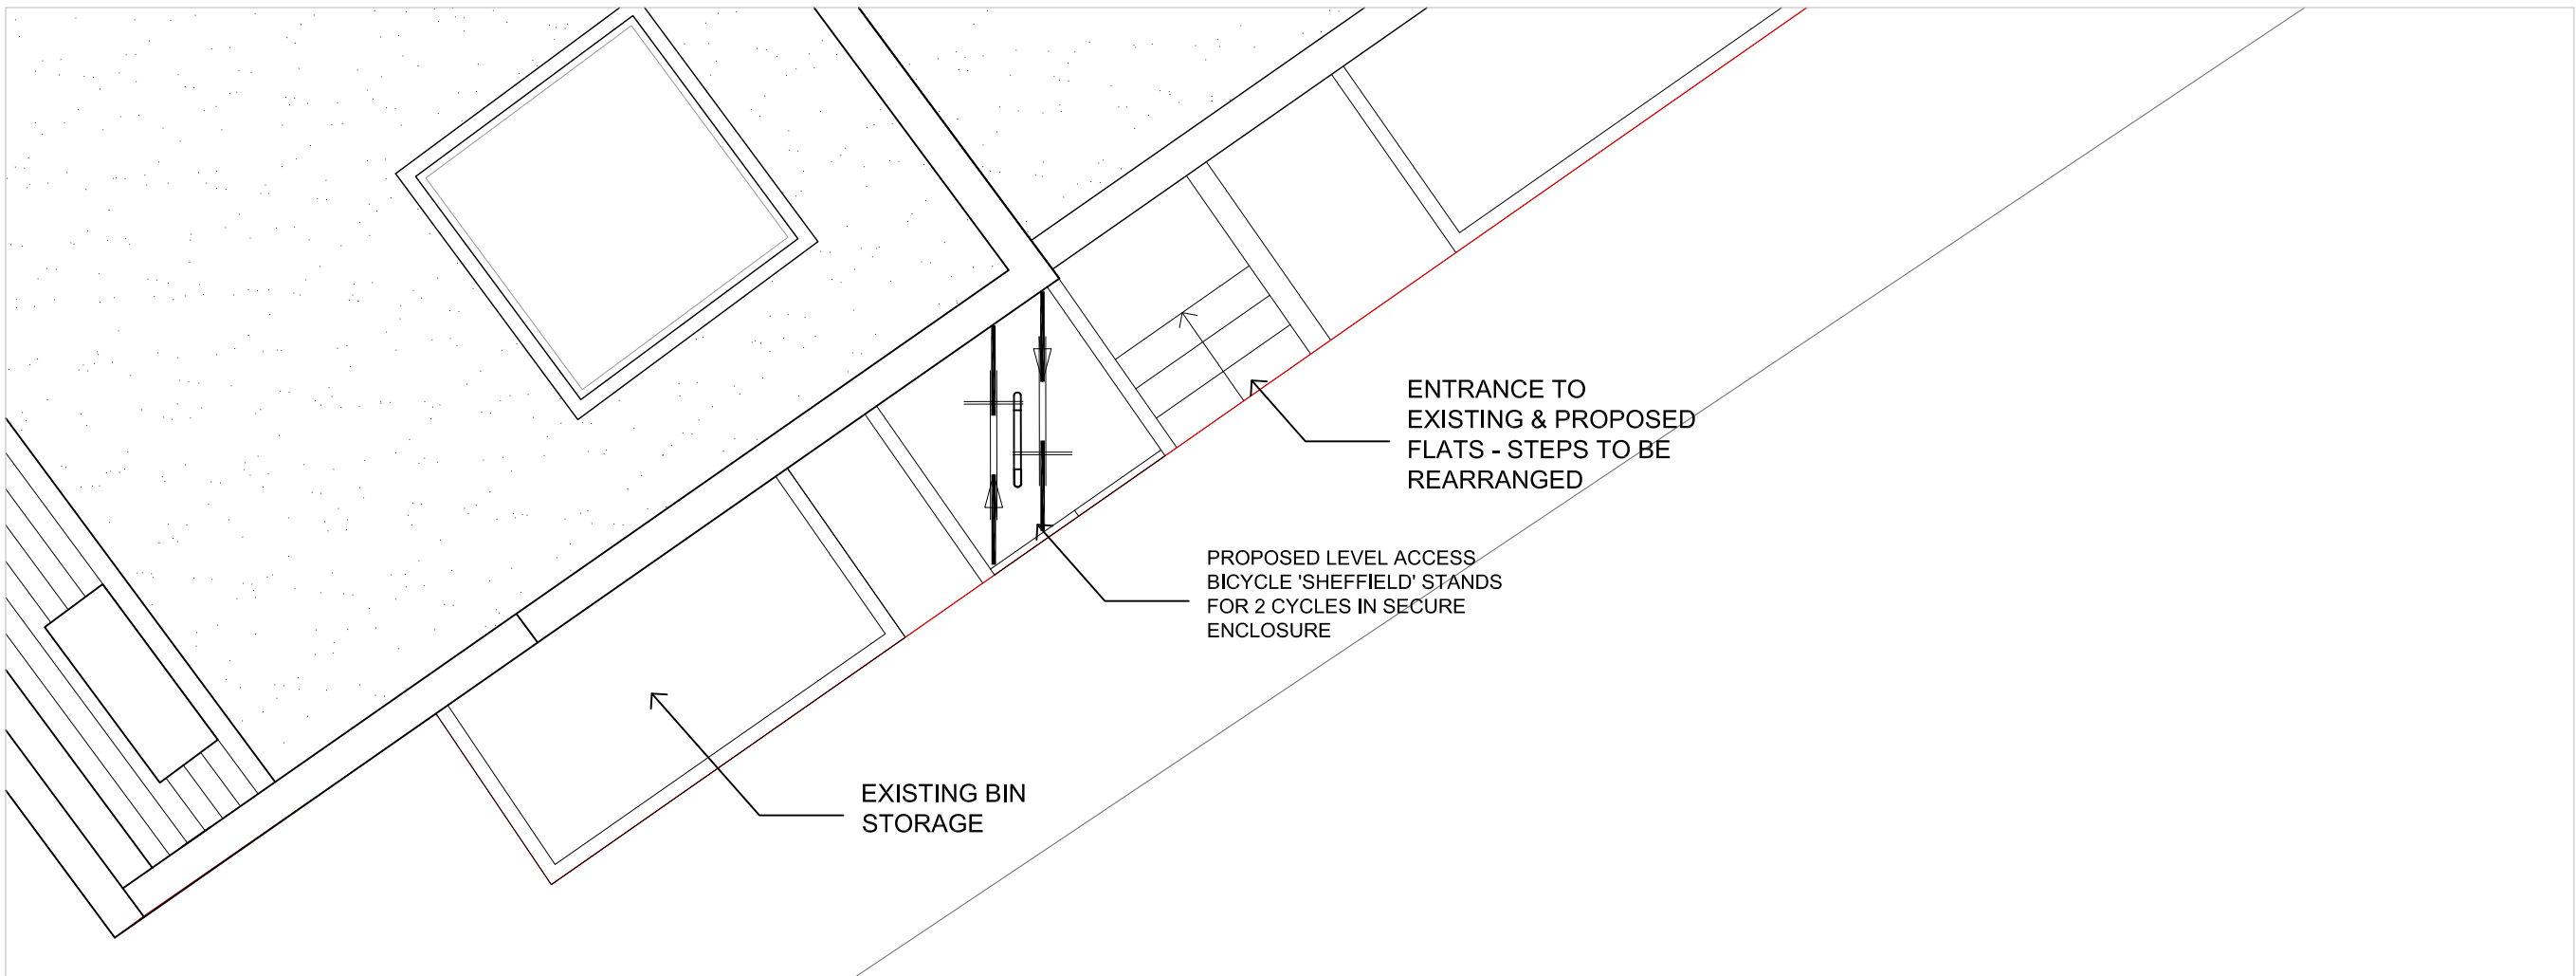 ENTRANCE TO
EXISTING & PROPOSED
FLATS - STEPS TO BE
REARRANGED
PROPOSED LEVEL ACCESS
BICYCLE 'SHEFFIELD' STANDS
FOR 2 CYCLES IN SECURE
ENCLOSURE
EXISTING BIN
STORAGE